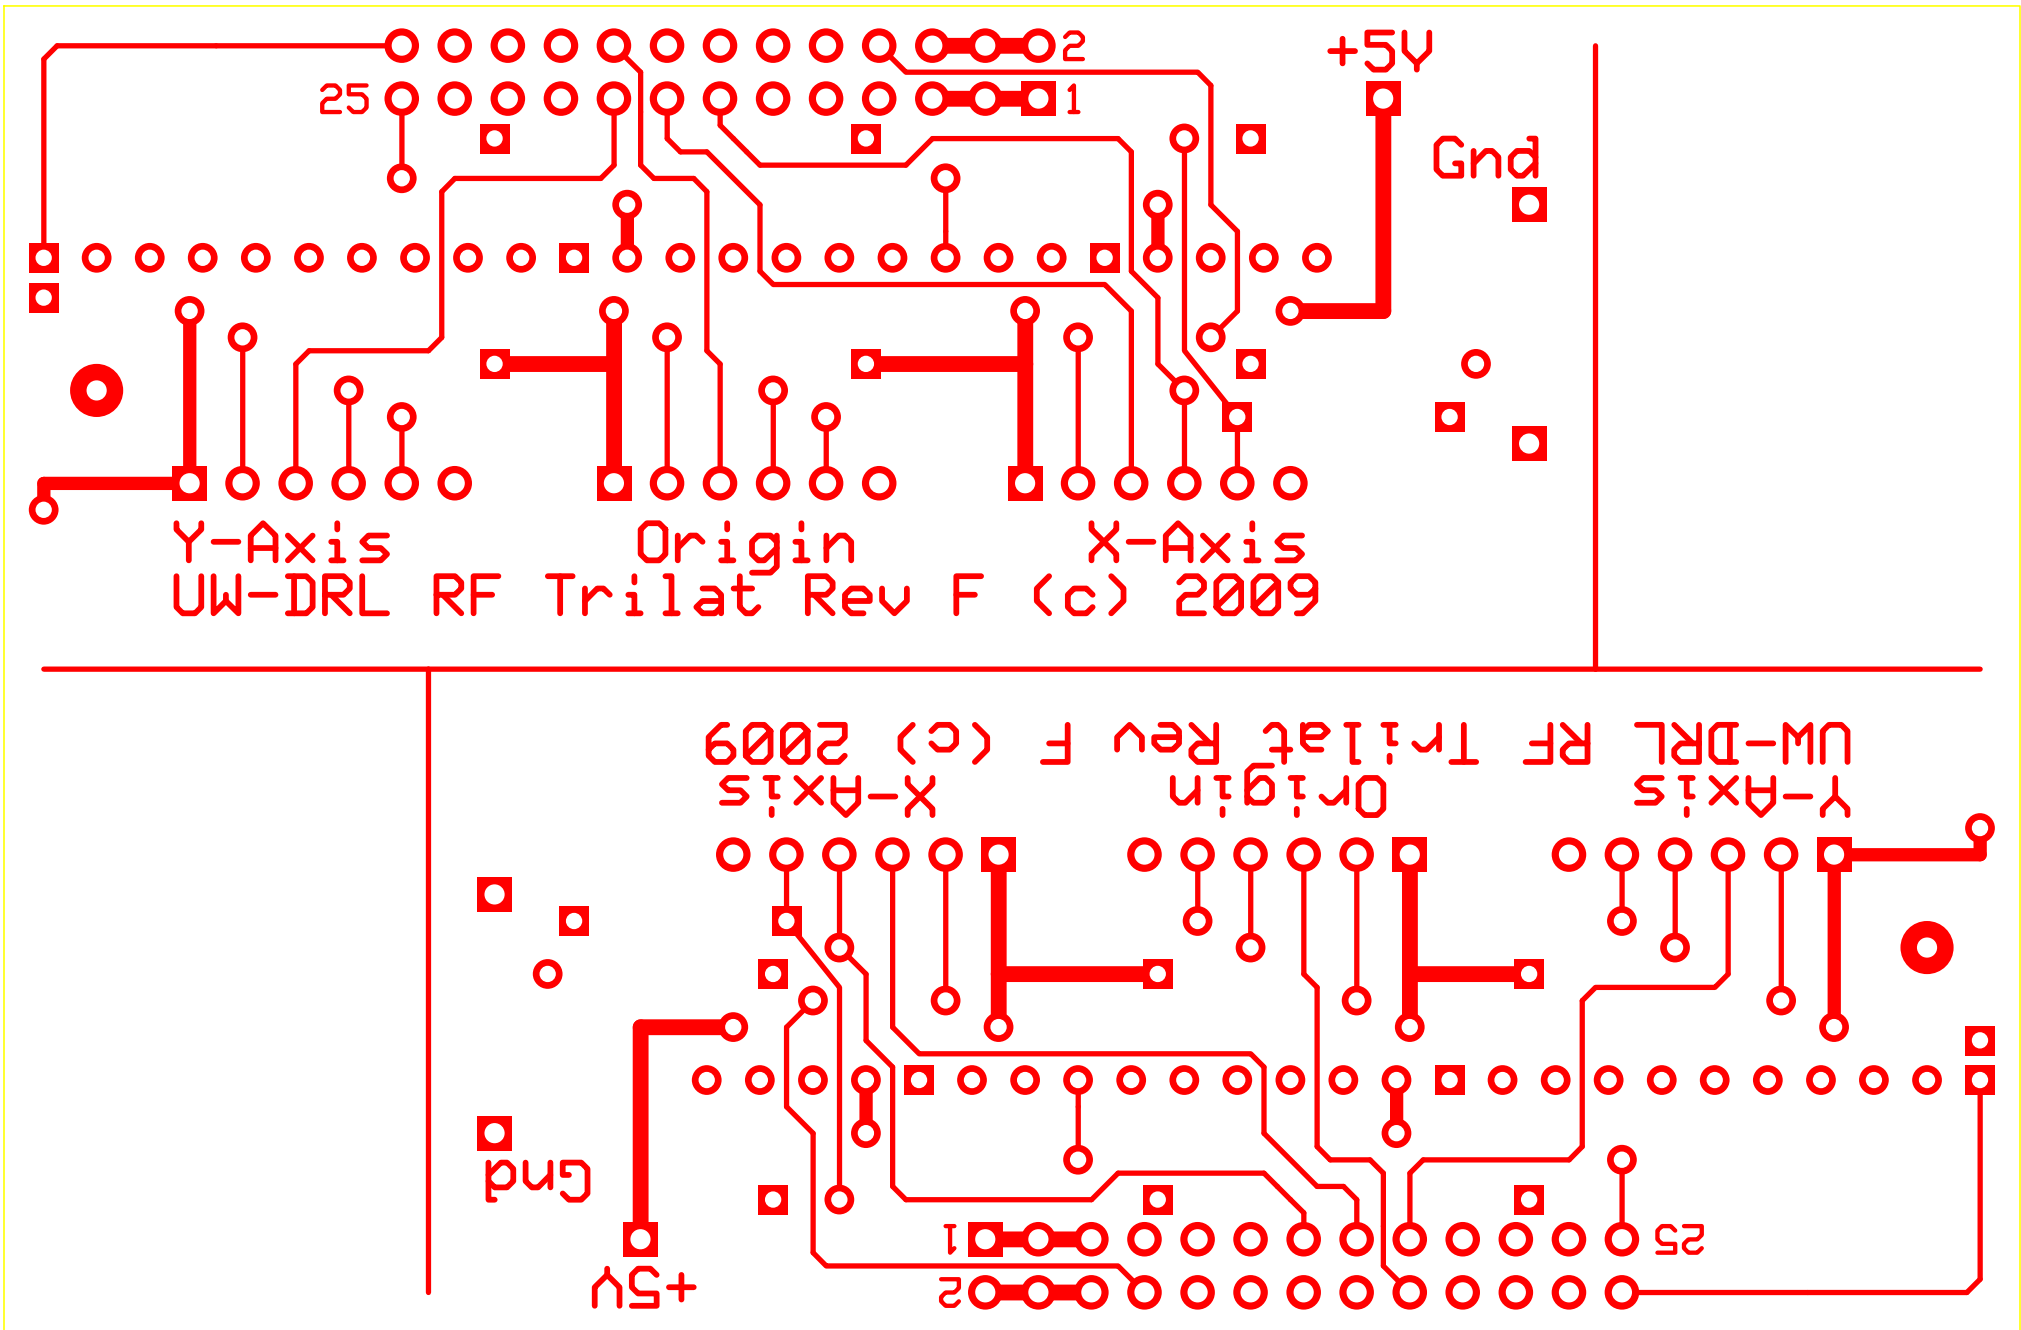 2
+5V
25
1
Gnd
Y-Axis Origin X-Axis
UW-DRL RF Trilat Rev F (c) 2009
UW-DRL RF Trilat Rev F (c) 2009
Y-Axis Origin X-Axis
Gnd
1
25
+5V
2